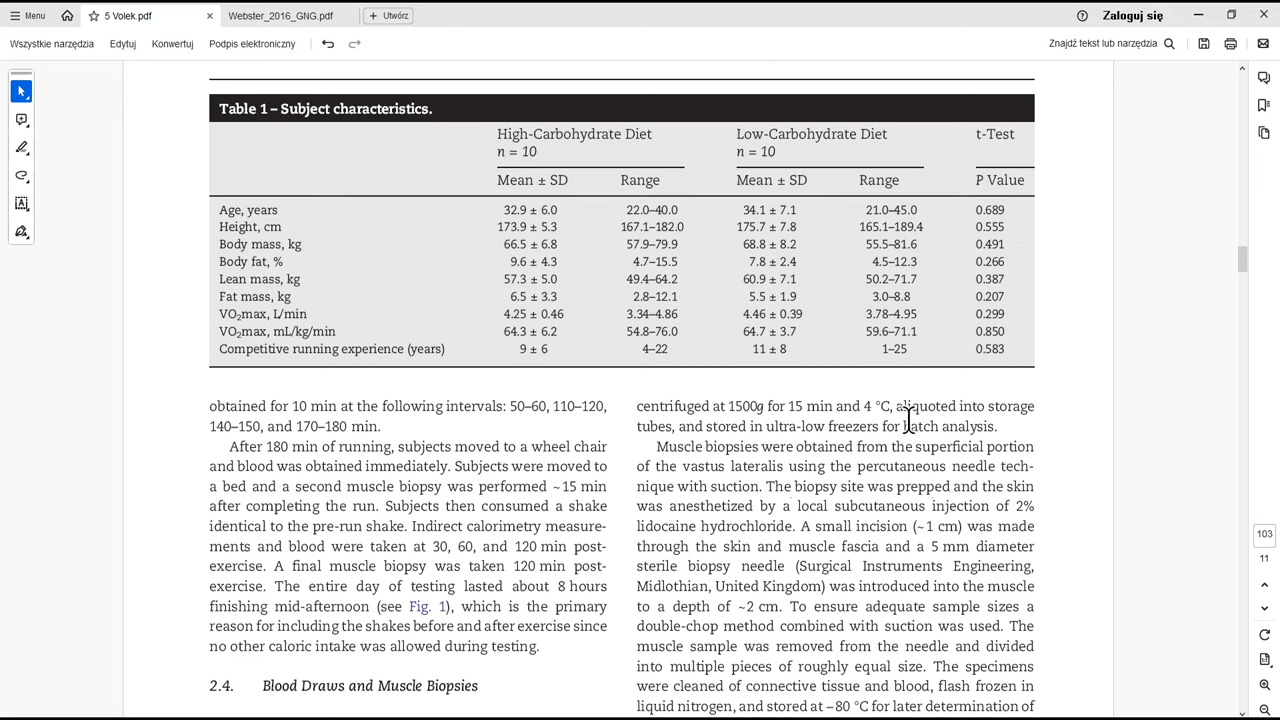 Menu
5 Volek.pdf
Webster_2016_GNG.pdf
+ Utwórz
Zaloguj się
Wszystkie narzędzia
Edytuj
Konwertuj
Podpis elektroniczny
Znajdź tekst lub narzędzia
Table 1 – Subject characteristics.
High-Carbohydrate Diet Low-Carbohydrate Diet t-Test
n = 10 n = 10
Mean ± SD Range Mean ± SD Range P Value
Age, years 32.9 ± 6.0 22.0–40.0 34.1 ± 7.1 21.0–45.0 0.689
Height, cm 173.9 ± 5.3 167.1–182.0 175.7 ± 7.8 165.1–189.4 0.555
Body mass, kg 66.5 ± 6.8 57.9–79.9 68.8 ± 8.2 55.5–81.6 0.491
Body fat, % 9.6 ± 4.3 4.7–15.5 7.8 ± 2.4 4.5–12.3 0.266
Lean mass, kg 57.3 ± 5.0 49.4–64.2 60.9 ± 7.1 50.2–71.7 0.387
Fat mass, kg 6.5 ± 3.3 2.8–12.1 5.5 ± 1.9 3.0–8.8 0.207
VO₂max, L/min 4.25 ± 0.46 3.34–4.86 4.46 ± 0.39 3.78–4.95 0.299
VO₂max, mL/kg/min 64.3 ± 6.2 54.8–76.0 64.7 ± 3.7 59.6–71.1 0.850
Competitive running experience (years) 9 ± 6 4–22 11 ± 8 1–25 0.583
obtained for 10 min at the following intervals: 50–60, 110–120,
140–150, and 170–180 min.
After 180 min of running, subjects moved to a wheel chair
and blood was obtained immediately. Subjects were moved to
a bed and a second muscle biopsy was performed ~15 min
after completing the run. Subjects then consumed a shake
identical to the pre-run shake. Indirect calorimetry measure-
ments and blood were taken at 30, 60, and 120 min post-
exercise. A final muscle biopsy was taken 120 min post-
exercise. The entire day of testing lasted about 8 hours
finishing mid-afternoon (see Fig. 1), which is the primary
reason for including the shakes before and after exercise since
no other caloric intake was allowed during testing.
2.4. Blood Draws and Muscle Biopsies
centrifuged at 1500g for 15 min and 4 °C, aliquoted into storage
tubes, and stored in ultra-low freezers for batch analysis.
Muscle biopsies were obtained from the superficial portion
of the vastus lateralis using the percutaneous needle tech-
nique with suction. The biopsy site was prepped and the skin
was anesthetized by a local subcutaneous injection of 2%
lidocaine hydrochloride. A small incision (~1 cm) was made
through the skin and muscle fascia and a 5 mm diameter
sterile biopsy needle (Surgical Instruments Engineering,
Midlothian, United Kingdom) was introduced into the muscle
to a depth of ~2 cm. To ensure adequate sample sizes a
double-chop method combined with suction was used. The
muscle sample was removed from the needle and divided
into multiple pieces of roughly equal size. The specimens
were cleaned of connective tissue and blood, flash frozen in
liquid nitrogen, and stored at −80 °C for later determination of
103
11